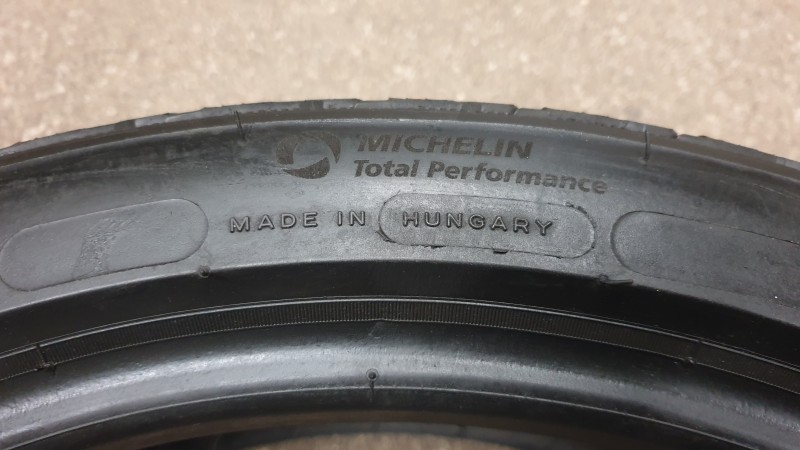 MICHELIN
Total Performance
MADE IN HUNGARY